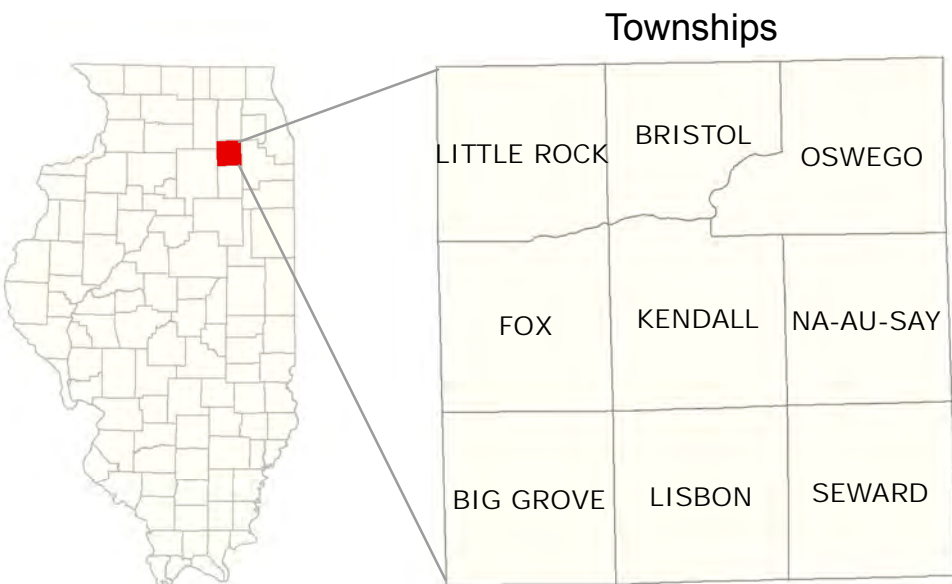 Townships
LITTLE ROCK
BRISTOL
OSWEGO
FOX
KENDALL
NA-AU-SAY
BIG GROVE
LISBON
SEWARD